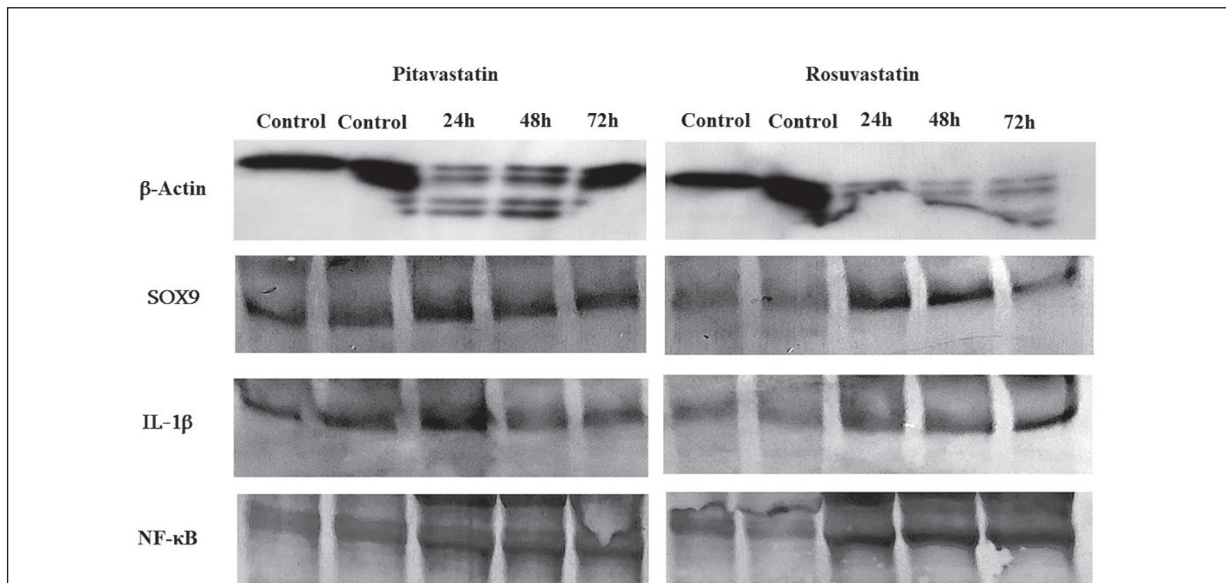 Pitavastatin Rosuvastatin
Control Control 24h 48h 72h Control Control 24h 48h 72h
β-Actin
SOX9
IL-1β
NF-κB